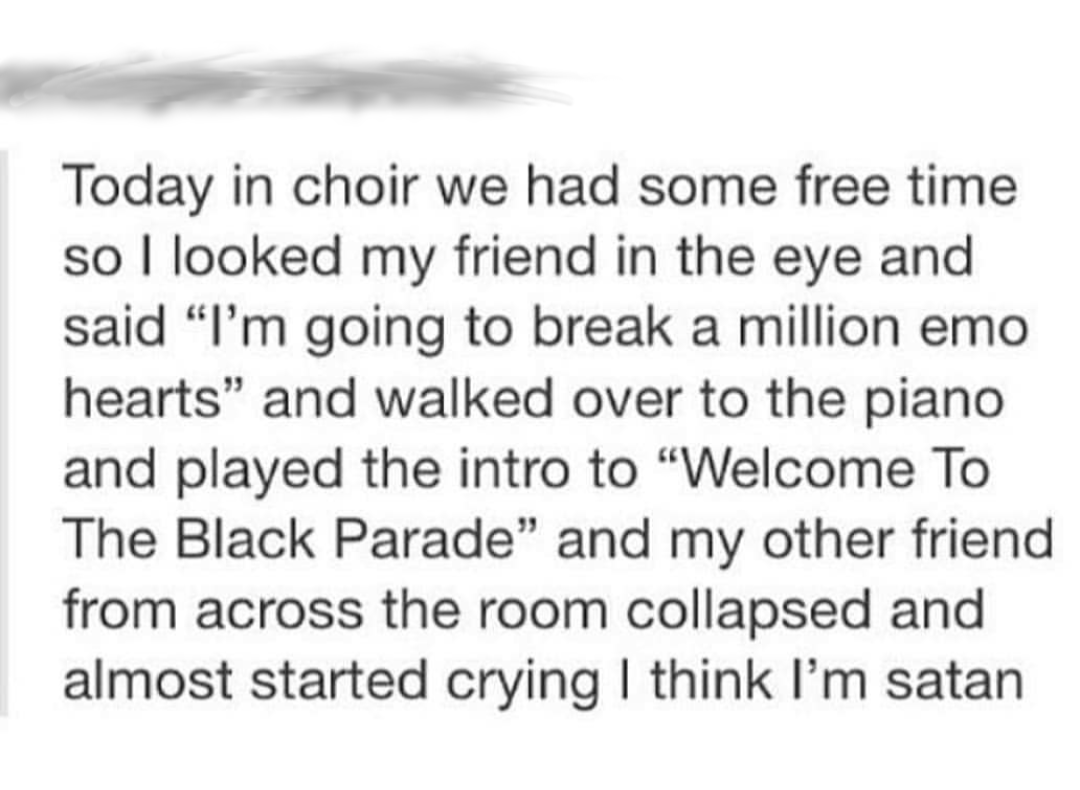 Today in choir we had some free time
so I looked my friend in the eye and
said “I’m going to break a million emo
hearts” and walked over to the piano
and played the intro to “Welcome To
The Black Parade” and my other friend
from across the room collapsed and
almost started crying I think I’m satan